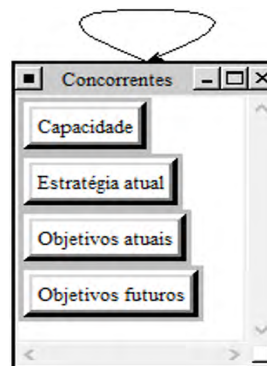 Concorrentes
Capacidade
Estratégia atual
Objetivos atuais
Objetivos futuros